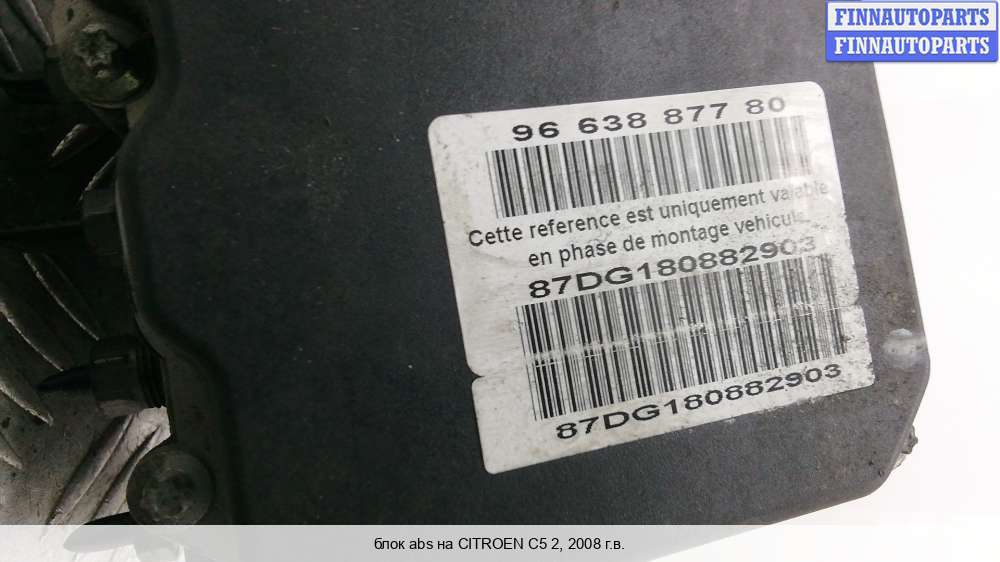 FINNAUTOPARTS
FINNAUTOPARTS
96 638 877 80
Cette reference est uniquement valable
en phase de montage vehicule
87DG180882903
87DG180882903
блок abs на CITROEN C5 2, 2008 г.в.